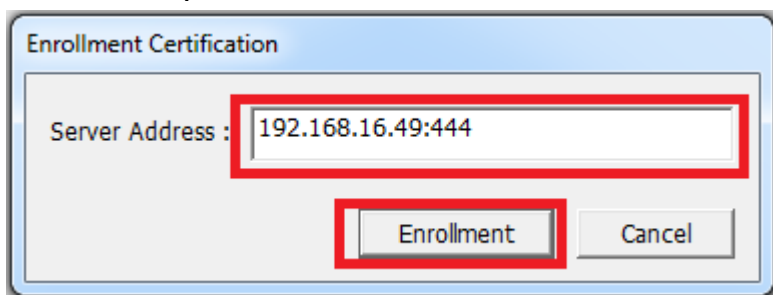 Enrollment Certification
Server Address : 192.168.16.49:444
Enrollment Cancel